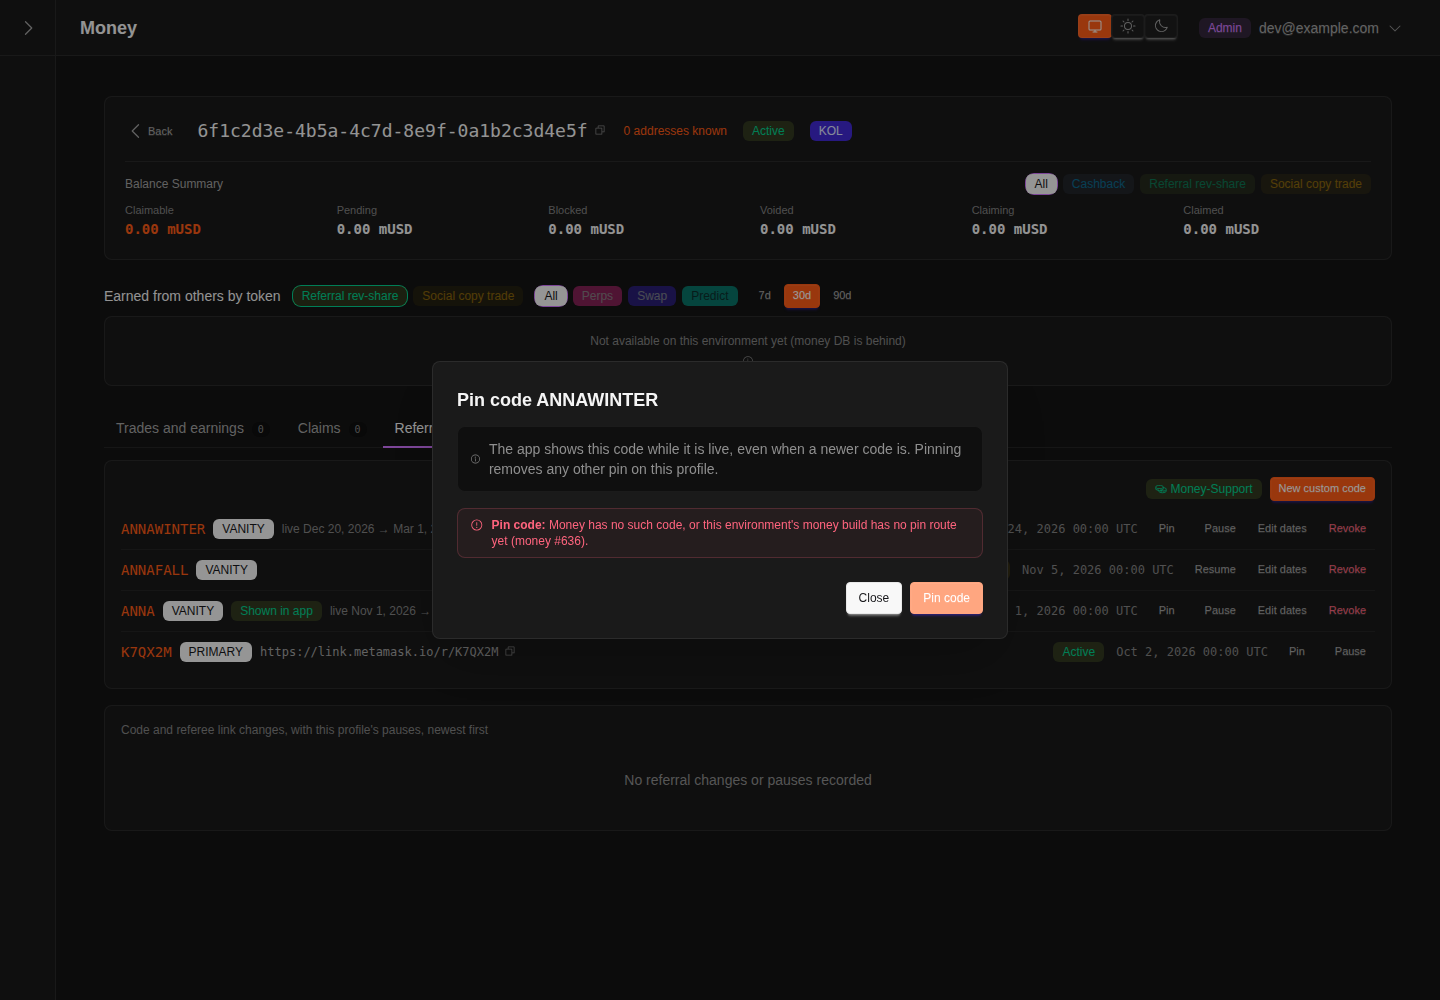 Money
Admin dev@example.com
Back 6f1c2d3e-4b5a-4c7d-8e9f-0a1b2c3d4e5f 0 addresses known Active KOL
Balance Summary All Cashback Referral rev-share Social copy trade
Claimable Pending Blocked Voided Claiming Claimed
0.00 mUSD 0.00 mUSD 0.00 mUSD 0.00 mUSD 0.00 mUSD 0.00 mUSD
Earned from others by token Referral rev-share Social copy trade All Perps Swap Predict 7d 30d 90d
Not available on this environment yet (money DB is behind)
Trades and earnings 0 Claims 0 Referr
Pin code ANNAWINTER
The app shows this code while it is live, even when a newer code is. Pinning
removes any other pin on this profile.
Pin code: Money has no such code, or this environment's money build has no pin route
yet (money #636).
Close Pin code
Money-Support New custom code
ANNAWINTER VANITY live Dec 20, 2026 → Mar 1, 24, 2026 00:00 UTC Pin Pause Edit dates Revoke
ANNAFALL VANITY Nov 5, 2026 00:00 UTC Resume Edit dates Revoke
ANNA VANITY Shown in app live Nov 1, 2026 → 1, 2026 00:00 UTC Pin Pause Edit dates Revoke
K7QX2M PRIMARY https://link.metamask.io/r/K7QX2M Active Oct 2, 2026 00:00 UTC Pin Pause
Code and referee link changes, with this profile's pauses, newest first
No referral changes or pauses recorded